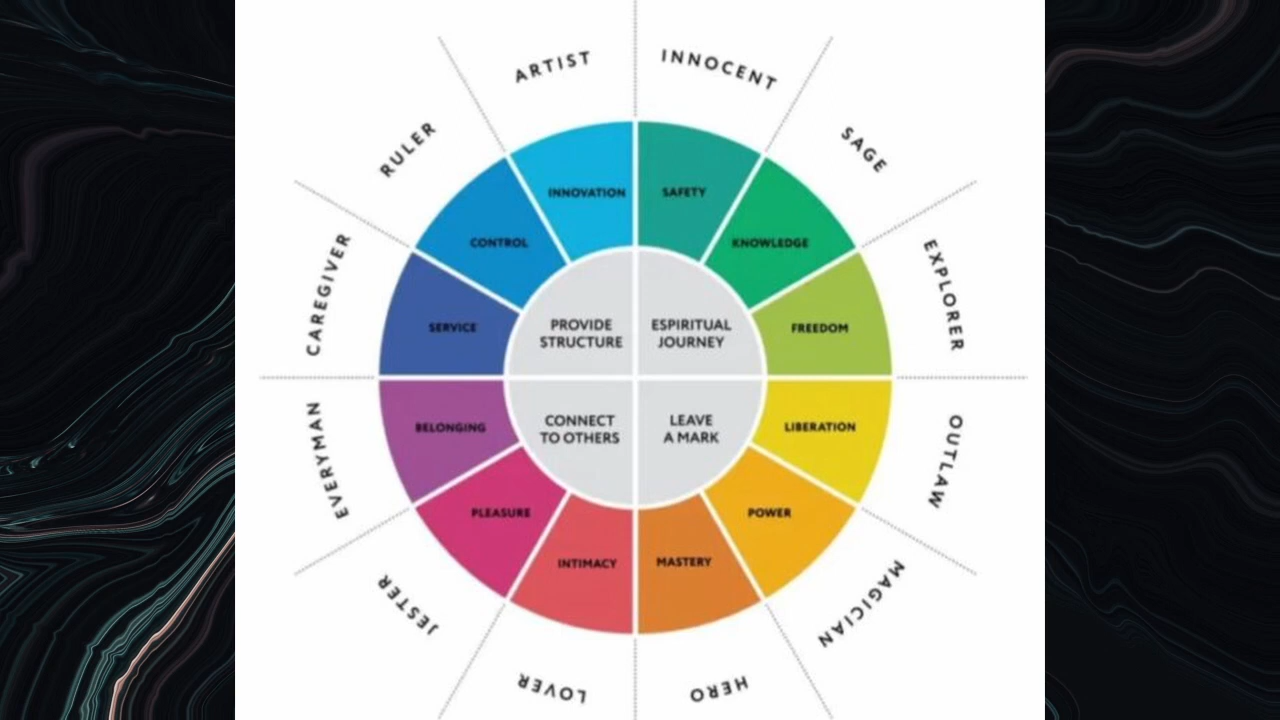 ARTIST
INNOCENT
RULER
SAGE
CAREGIVER
EXPLORER
EVERYMAN
OUTLAW
JESTER
MAGICIAN
LOVER
HERO
INNOVATION
SAFETY
CONTROL
KNOWLEDGE
SERVICE
FREEDOM
BELONGING
LIBERATION
PLEASURE
POWER
INTIMACY
MASTERY
PROVIDE
STRUCTURE
ESPIRITUAL
JOURNEY
CONNECT
TO OTHERS
LEAVE
A MARK